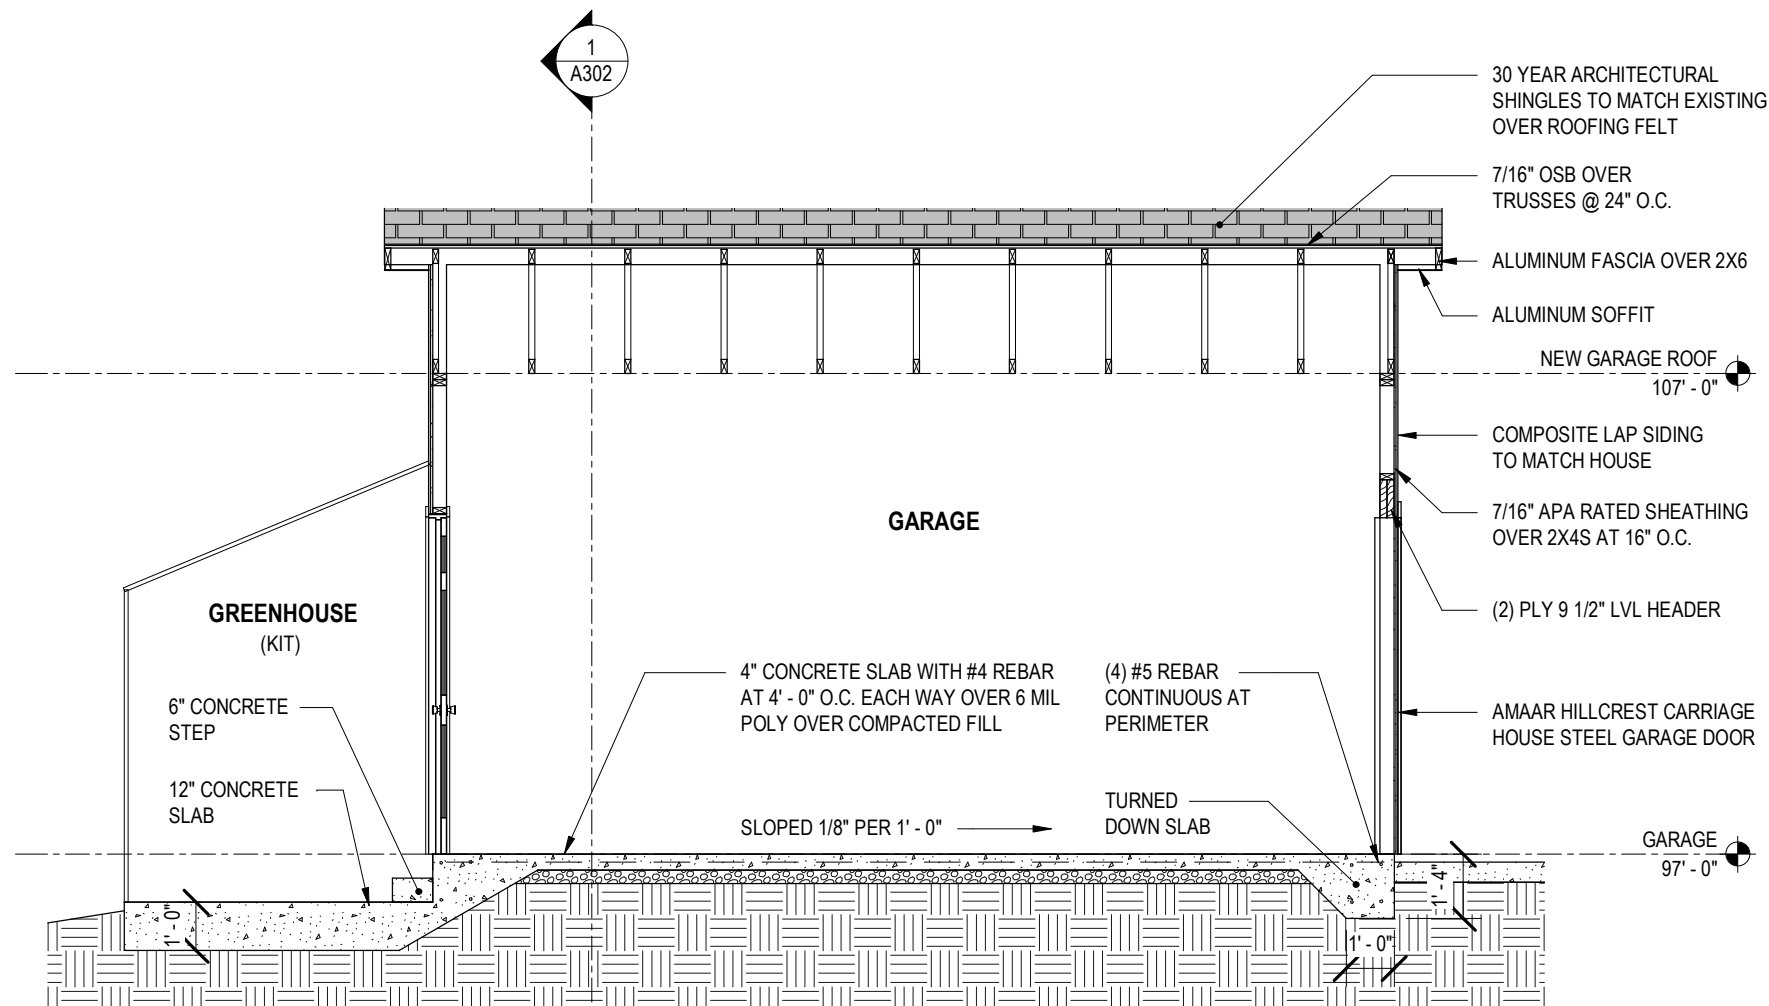 1
A302
30 YEAR ARCHITECTURAL
SHINGLES TO MATCH EXISTING
OVER ROOFING FELT
7/16" OSB OVER
TRUSSES @ 24" O.C.
ALUMINUM FASCIA OVER 2X6
ALUMINUM SOFFIT
NEW GARAGE ROOF
107' - 0"
COMPOSITE LAP SIDING
TO MATCH HOUSE
7/16" APA RATED SHEATHING
OVER 2X4S AT 16" O.C.
(2) PLY 9 1/2" LVL HEADER
AMAAR HILLCREST CARRIAGE
HOUSE STEEL GARAGE DOOR
GARAGE
97' - 0"
GARAGE
GREENHOUSE
(KIT)
6" CONCRETE
STEP
12" CONCRETE
SLAB
4" CONCRETE SLAB WITH #4 REBAR
AT 4' - 0" O.C. EACH WAY OVER 6 MIL
POLY OVER COMPACTED FILL
(4) #5 REBAR
CONTINUOUS AT
PERIMETER
SLOPED 1/8" PER 1' - 0"
TURNED
DOWN SLAB
1' - 0"
1' - 4"
1' - 0"